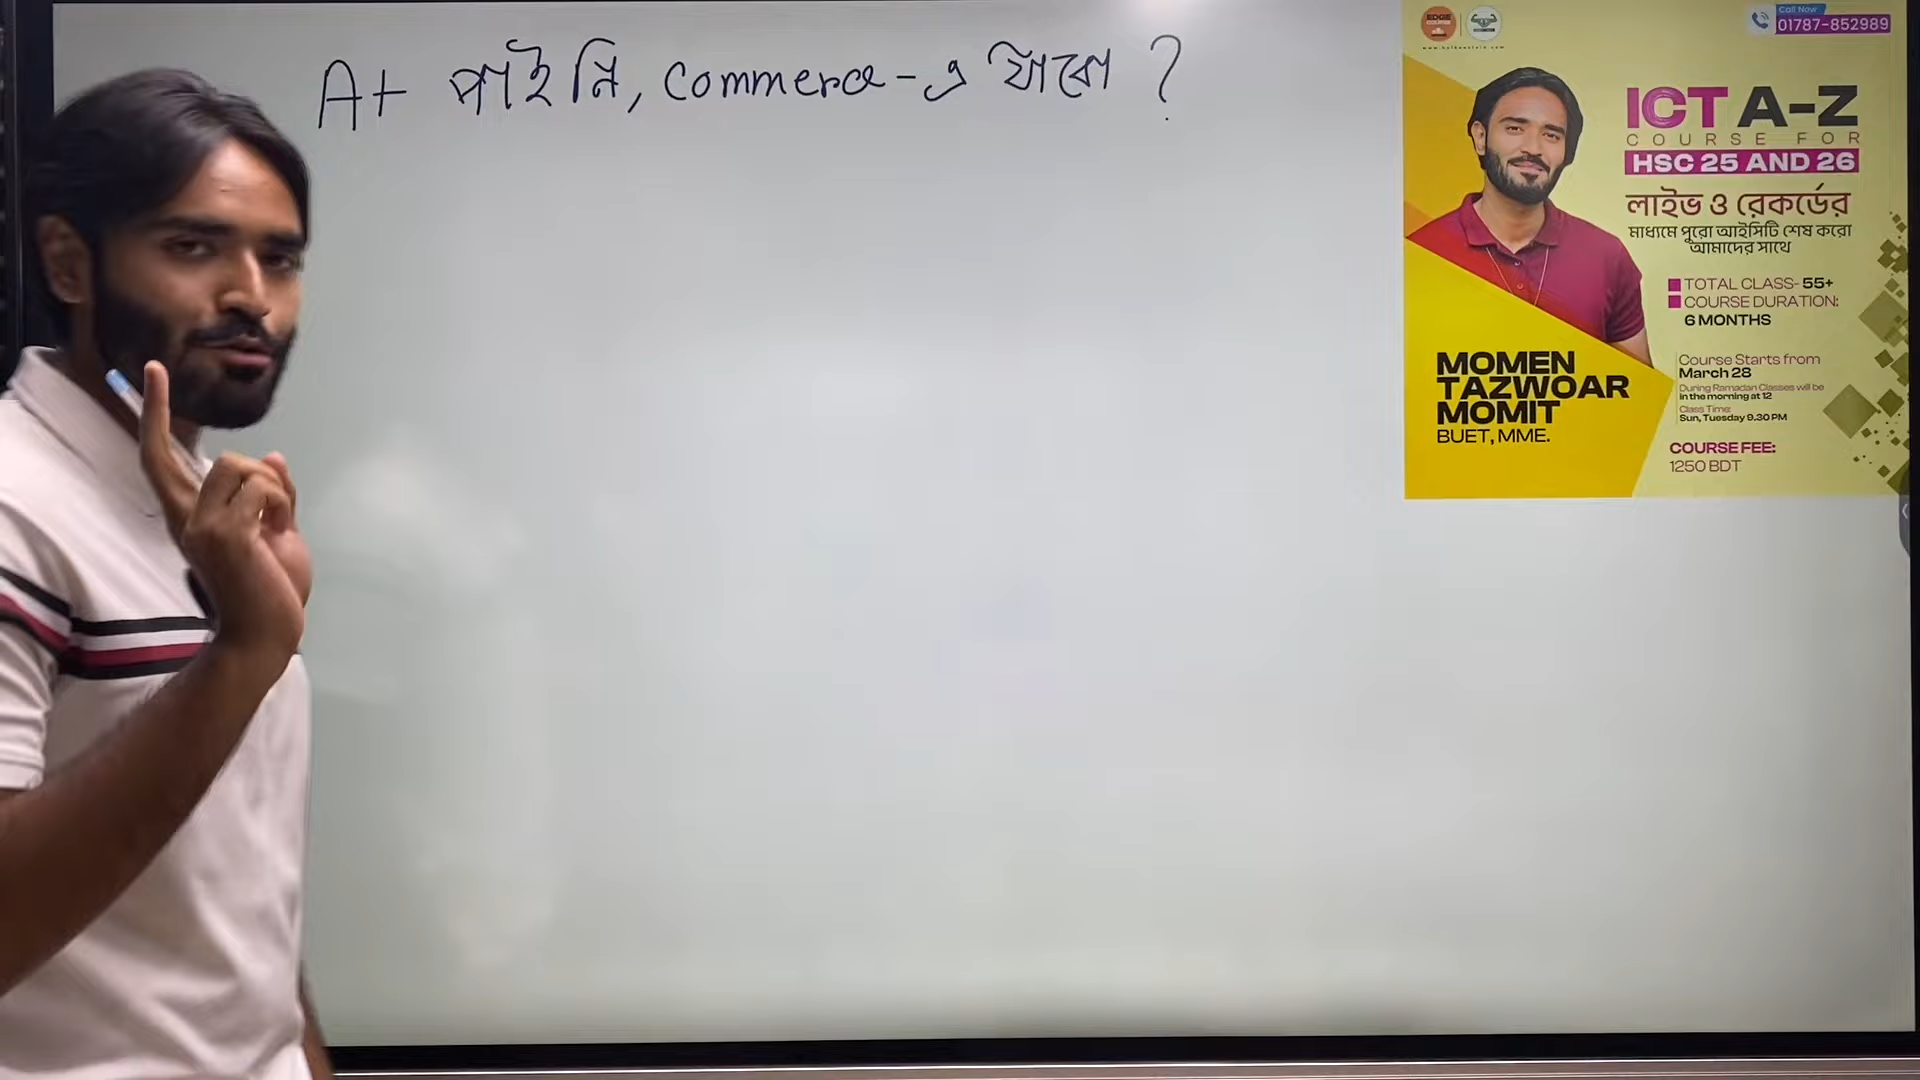 A+ পাইনি, Commerce-এ যাবো ?
EDGE
COURSE
Call Now
01787-852989
ICT A-Z
COURSE FOR
HSC 25 AND 26
লাইভ ও রেকর্ডের
মাধ্যমে পুরো আইসিটি শেষ করো
আমাদের সাথে
TOTAL CLASS- 55+
COURSE DURATION:
6 MONTHS
Course Starts from
March 28
During Ramadan Classes will be
in the morning at 12
Class Time:
Sun, Tuesday 9.30 PM
COURSE FEE:
1250 BDT
MOMEN
TAZWOAR
MOMIT
BUET, MME.